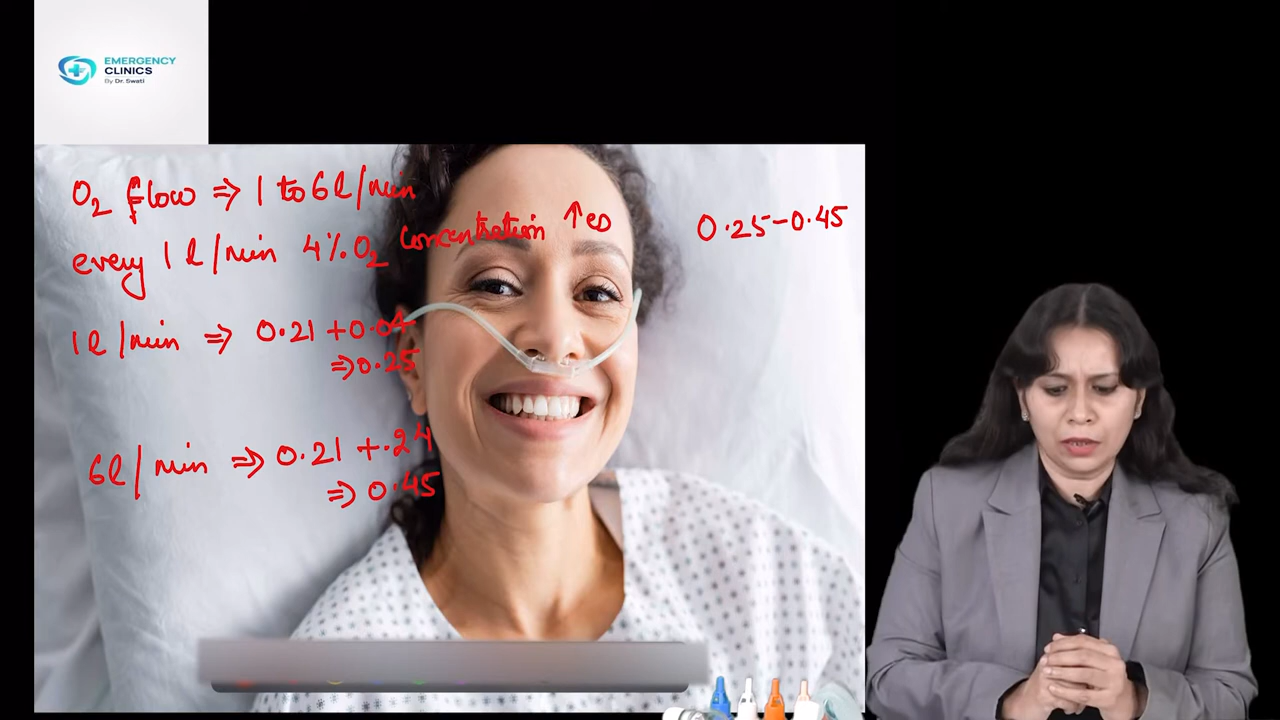 EMERGENCY
CLINICS
By Dr. Swati
O₂ flow ⇒ 1 to 6l/min
every 1 l/min 4% O₂ concentration ↑ed
0.25-0.45
1l/min ⇒ 0.21 + 0.04
⇒ 0.25
6l/min ⇒ 0.21 + .24
⇒ 0.45